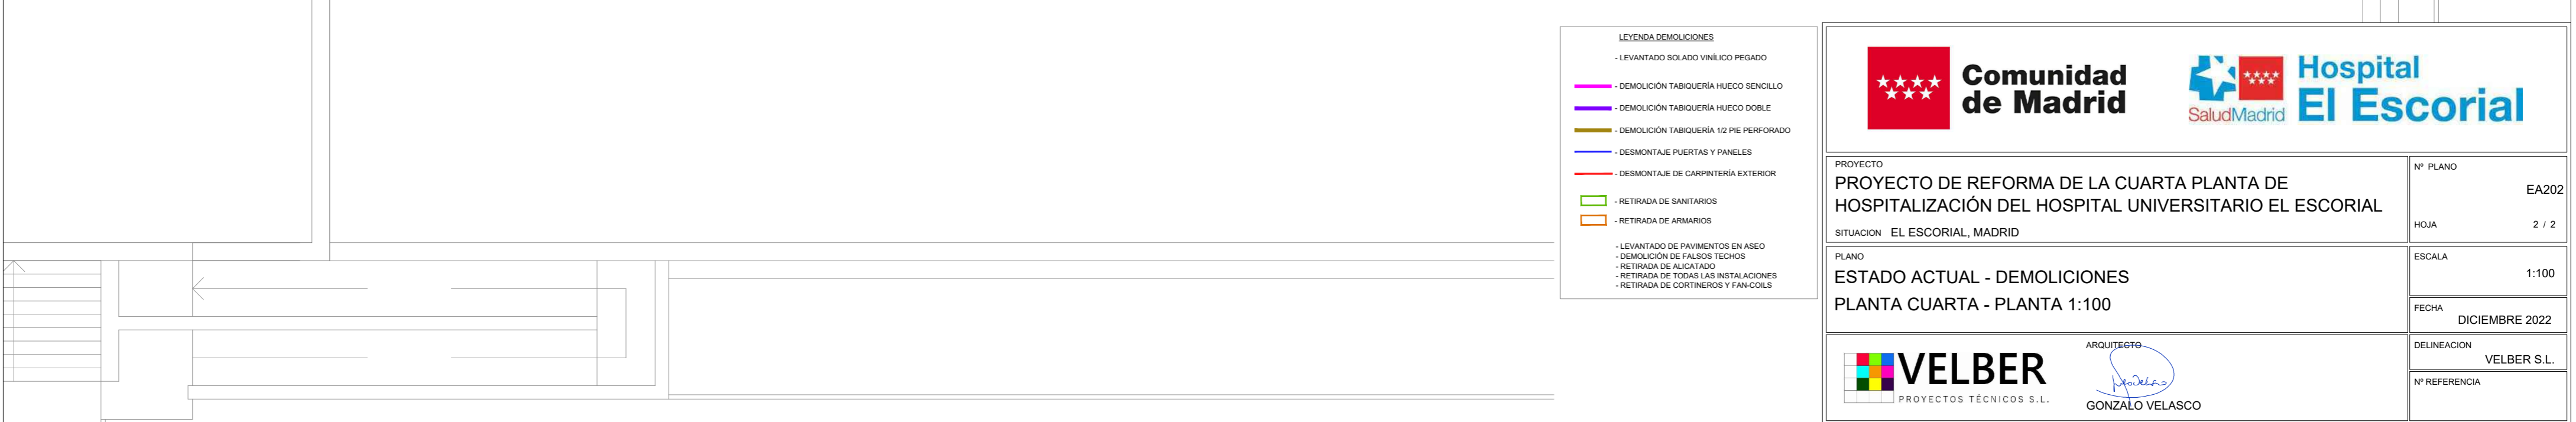 LEYENDA DEMOLICIONES
- LEVANTADO SOLADO VINÍLICO PEGADO
- DEMOLICIÓN TABIQUERÍA HUECO SENCILLO
- DEMOLICIÓN TABIQUERÍA HUECO DOBLE
- DEMOLICIÓN TABIQUERÍA 1/2 PIE PERFORADO
- DESMONTAJE PUERTAS Y PANELES
- DESMONTAJE DE CARPINTERÍA EXTERIOR
- RETIRADA DE SANITARIOS
- RETIRADA DE ARMARIOS
- LEVANTADO DE PAVIMENTOS EN ASEO
- DEMOLICIÓN DE FALSOS TECHOS
- RETIRADA DE ALICATADO
- RETIRADA DE TODAS LAS INSTALACIONES
- RETIRADA DE CORTINEROS Y FAN-COILS
Comunidad
de Madrid
SaludMadrid
Hospital
El Escorial
PROYECTO
PROYECTO DE REFORMA DE LA CUARTA PLANTA DE
HOSPITALIZACIÓN DEL HOSPITAL UNIVERSITARIO EL ESCORIAL
SITUACION EL ESCORIAL, MADRID
Nº PLANO
EA202
HOJA 2 / 2
PLANO
ESTADO ACTUAL - DEMOLICIONES
PLANTA CUARTA - PLANTA 1:100
ESCALA
1:100
FECHA
DICIEMBRE 2022
VELBER
PROYECTOS TÉCNICOS S.L.
ARQUITECTO
GONZALO VELASCO
DELINEACION
VELBER S.L.
Nº REFERENCIA